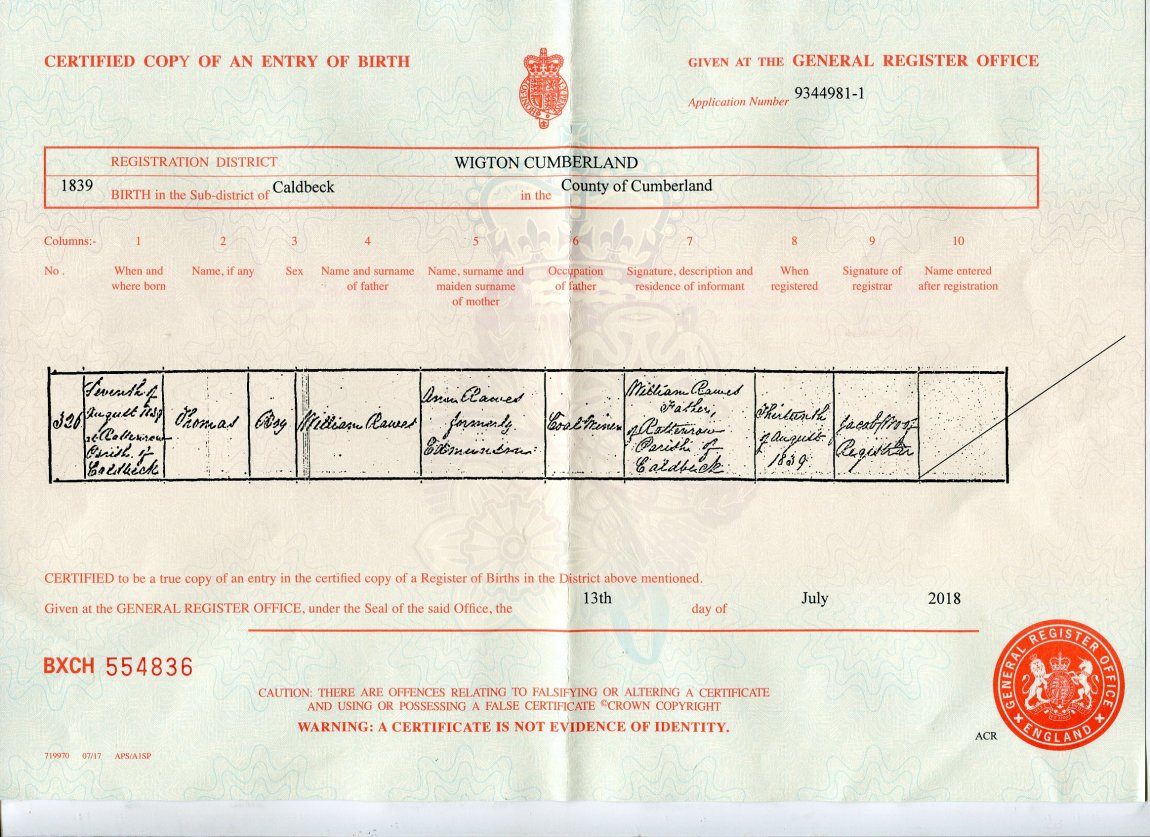 CERTIFIED COPY OF AN ENTRY OF BIRTH
GIVEN AT THE GENERAL REGISTER OFFICE
Application Number 9344981-1
REGISTRATION DISTRICT WIGTON CUMBERLAND
1839 BIRTH in the Sub-district of Caldbeck in the County of Cumberland
Columns:- 1 2 3 4 5 6 7 8 9 10
No. When and where born Name, if any Sex Name and surname of father Name, surname and maiden surname of mother Occupation of father Signature, description and residence of informant When registered Signature of registrar Name entered after registration
326
Seventh of
August 1839
at Rottenrow
Parish of
Caldbeck
Thomas
Boy
William Rawes
Ann Rawes
formerly
Coal Miner
William Rawes
Father,
of Rottenrow
Parish of
Caldbeck
Thirteenth
of August
1839
Jacob
Registrar
CERTIFIED to be a true copy of an entry in the certified copy of a Register of Births in the District above mentioned.
Given at the GENERAL REGISTER OFFICE, under the Seal of the said Office, the 13th day of July 2018
BXCH 554836
CAUTION: THERE ARE OFFENCES RELATING TO FALSIFYING OR ALTERING A CERTIFICATE
AND USING OR POSSESSING A FALSE CERTIFICATE ©CROWN COPYRIGHT
WARNING: A CERTIFICATE IS NOT EVIDENCE OF IDENTITY.
GENERAL REGISTER OFFICE
ENGLAND
ACR
719970 07/17 APS/A1SP